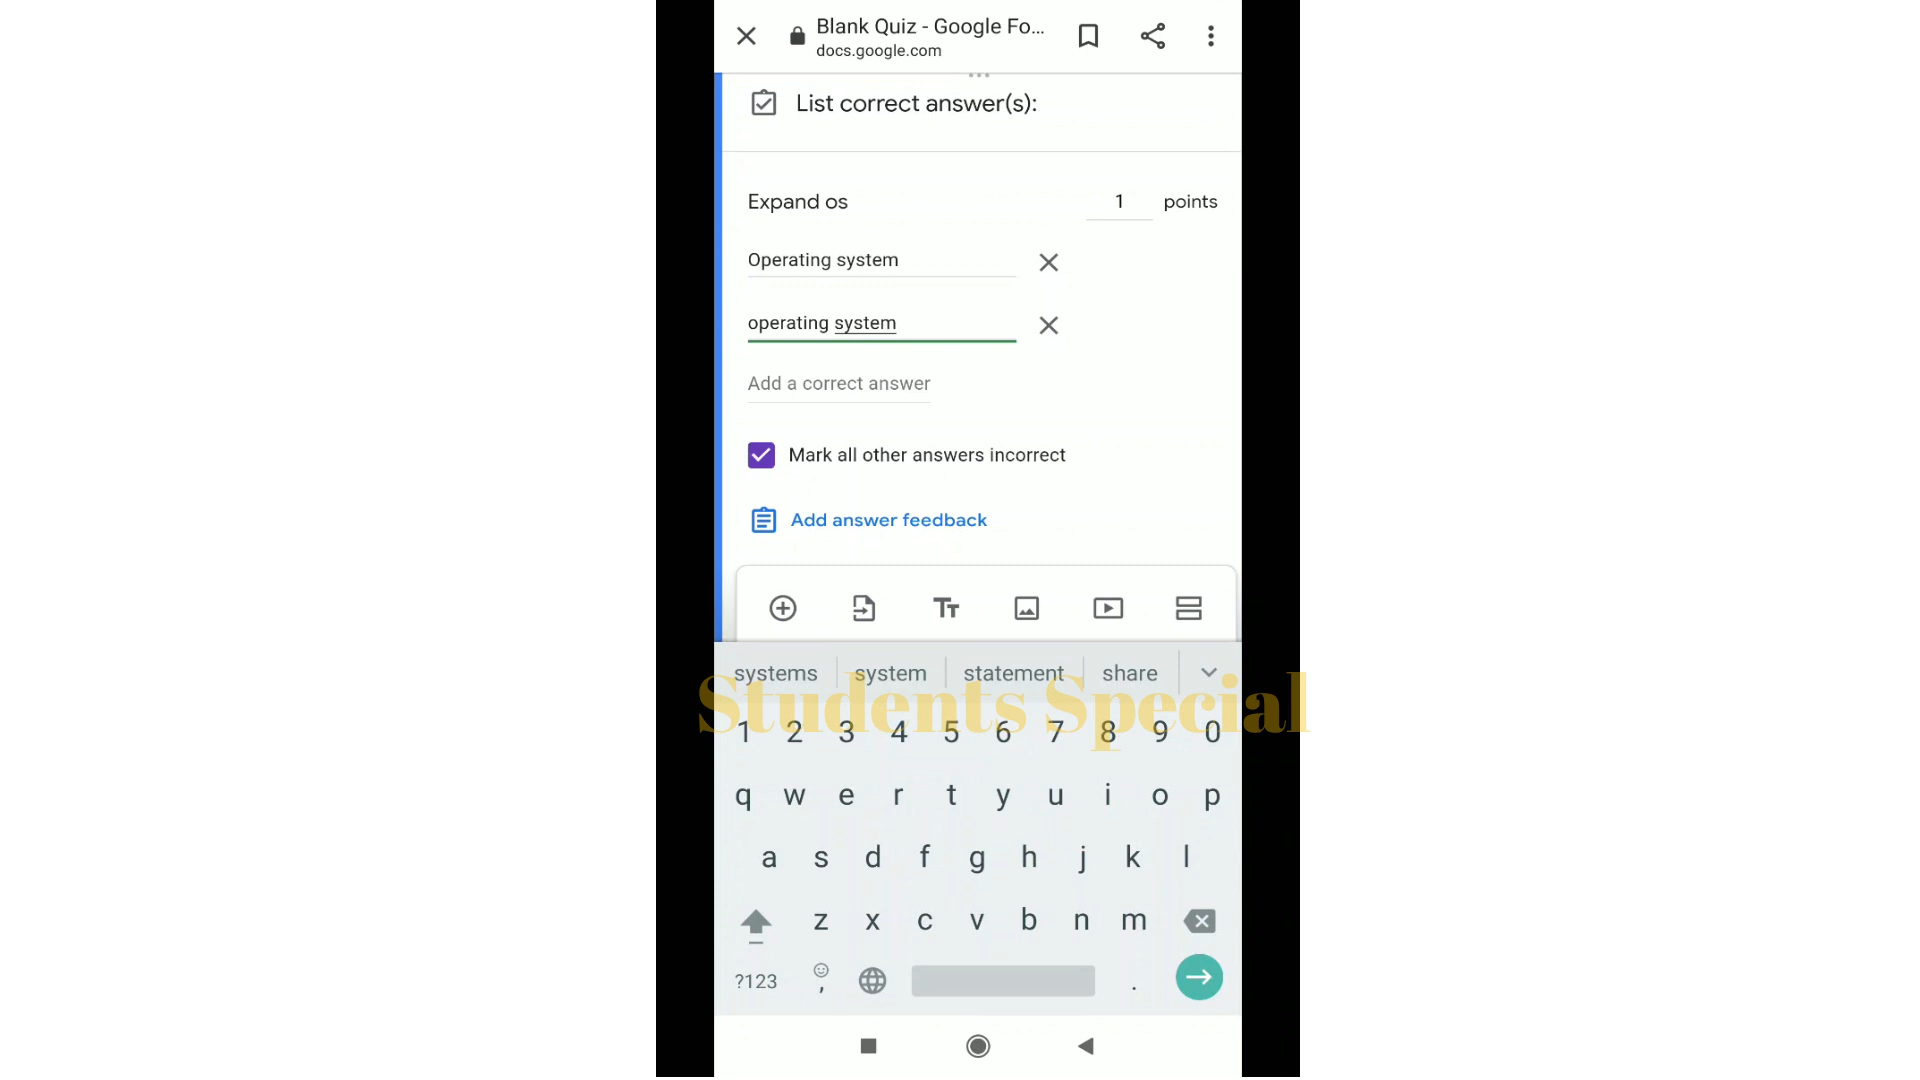 Blank Quiz - Google Fo...
docs.google.com
List correct answer(s):
Expand os 1 points
Operating system
operating system
Add a correct answer
Mark all other answers incorrect
Add answer feedback
systems system statement share
Students Special
1 2 3 4 5 6 7 8 9 0
q w e r t y u i o p
a s d f g h j k l
z x c v b n m
?123 , .